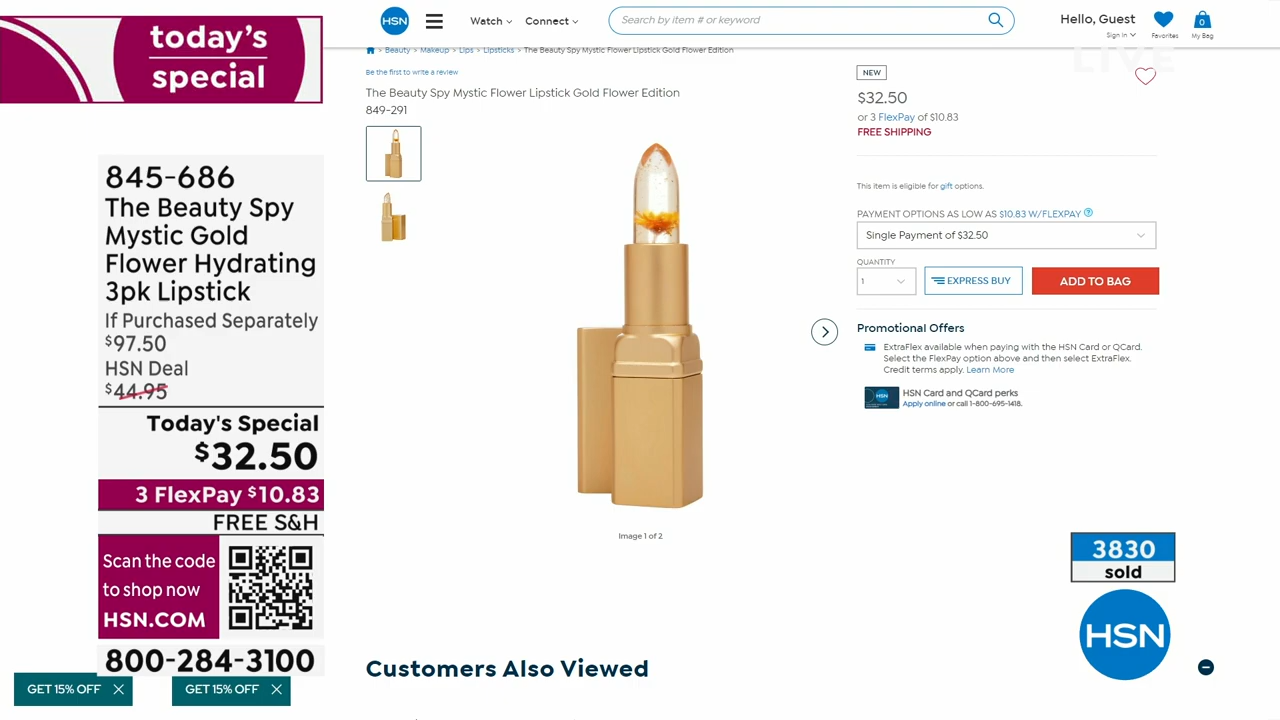 today's
special
845-686
The Beauty Spy
Mystic Gold
Flower Hydrating
3pk Lipstick
If Purchased Separately
$97.50
HSN Deal
$44.95
Today's Special
$32.50
3 FlexPay $10.83
FREE S&H
Scan the code
to shop now
HSN.COM
800-284-3100
GET 15% OFF
GET 15% OFF
HSN
Watch
Connect
Search by item # or keyword
Hello, Guest
Sign In
Favorites
0
My Bag
LIVE
> Beauty > Makeup > Lips > Lipsticks > The Beauty Spy Mystic Flower Lipstick Gold Flower Edition
Be the first to write a review
The Beauty Spy Mystic Flower Lipstick Gold Flower Edition
849-291
Image 1 of 2
NEW
$32.50
or 3 FlexPay of $10.83
FREE SHIPPING
This item is eligible for gift options.
PAYMENT OPTIONS AS LOW AS $10.83 W/FLEXPAY ?
Single Payment of $32.50
QUANTITY
1
EXPRESS BUY
ADD TO BAG
Promotional Offers
ExtraFlex available when paying with the HSN Card or QCard.
Select the FlexPay option above and then select ExtraFlex.
Credit terms apply. Learn More
HSN
HSN Card and QCard perks
Apply online or call 1-800-695-1418.
3830
sold
HSN
Customers Also Viewed